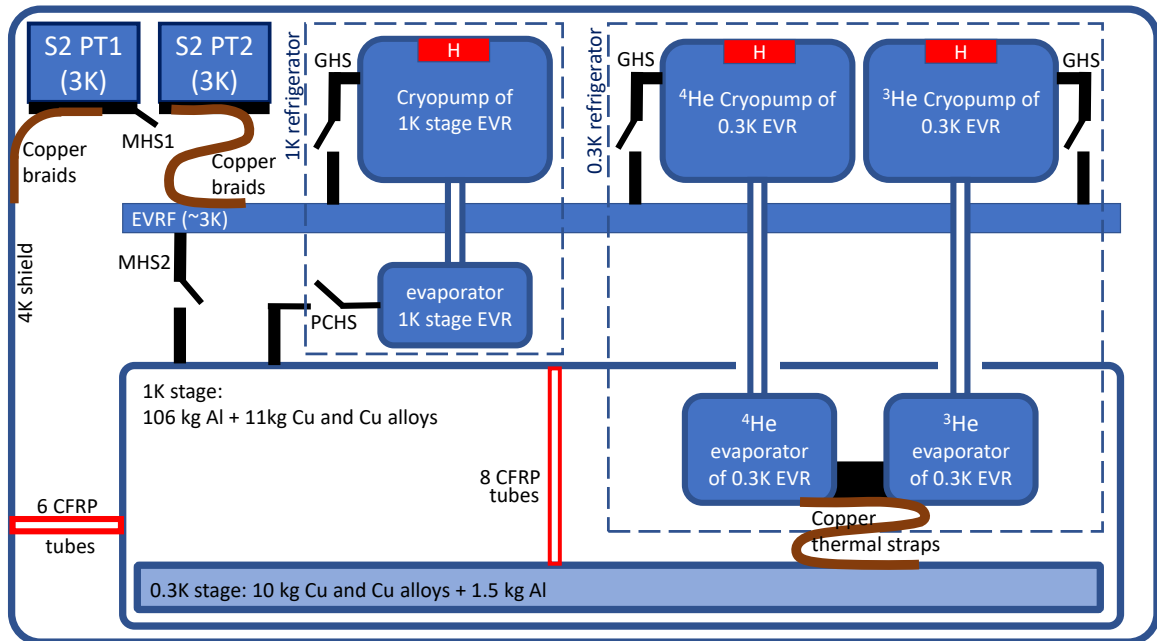 S2 PT1
(3K)
S2 PT2
(3K)
MHS1
Copper
braids
Copper
braids
1K refrigerator
GHS
H
Cryopump of
1K stage EVR
0.3K refrigerator
GHS
H
⁴He Cryopump of
0.3K EVR
H
³He Cryopump of
0.3K EVR
GHS
EVRF (~3K)
4K shield
MHS2
PCHS
evaporator
1K stage EVR
1K stage:
106 kg Al + 11kg Cu and Cu alloys
⁴He
evaporator
of 0.3K EVR
³He
evaporator
of 0.3K EVR
8 CFRP
tubes
6 CFRP
tubes
Copper
thermal straps
0.3K stage: 10 kg Cu and Cu alloys + 1.5 kg Al